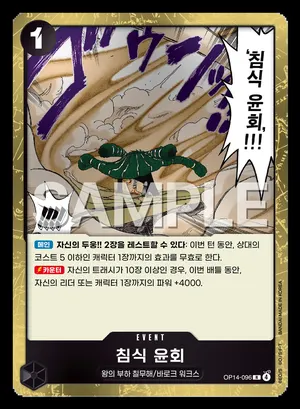 1
'침식 윤회,
!!!
SAMPLE
메인 자신의 두웅!! 2장을 레스트할 수 있다: 이번 턴 동안, 상대의
코스트 5 이하인 캐릭터 1장까지의 효과를 무효로 한다.
카운터 자신의 트래시가 10장 이상인 경우, 이번 배틀 동안,
자신의 리더 또는 캐릭터 1장까지의 파워 +4000.
EVENT
침식 윤회
왕의 부하 칠무해/바로크 워크스
OP14-096 R